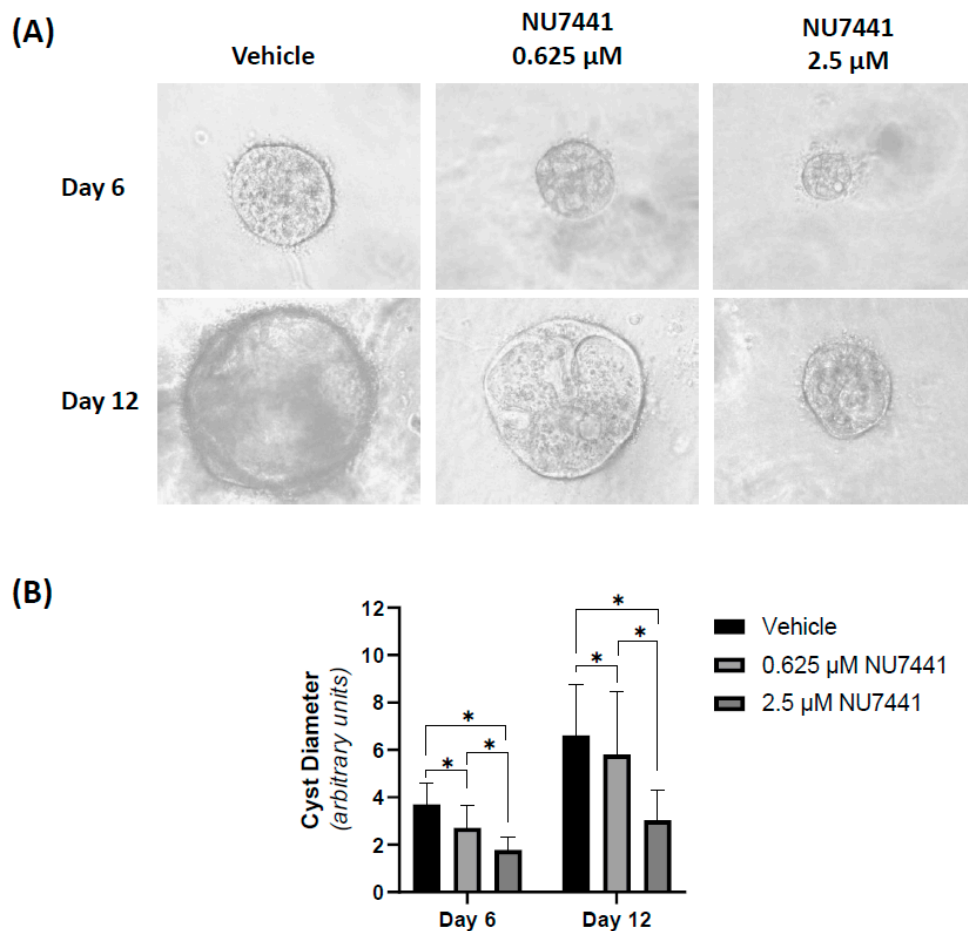 (A)
Vehicle
NU7441
0.625 μM
NU7441
2.5 μM
Day 6
Day 12
(B)
Cyst Diameter
(arbitrary units)
12
10
8
6
4
2
0
*
*
*
*
*
*
Day 6
Day 12
Vehicle
0.625 μM NU7441
2.5 μM NU7441